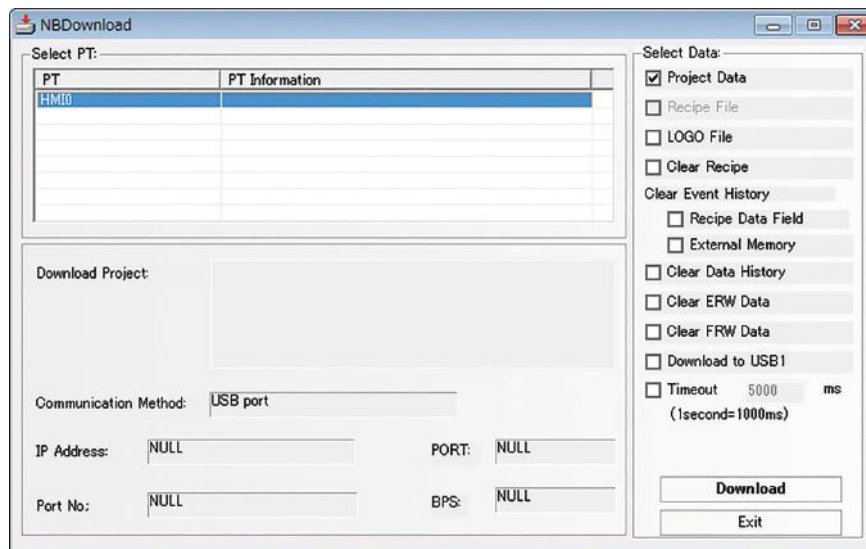 NBDownload
Select PT:
PT PT Information
HMI0
Download Project:
Communication Method: USB port
IP Address: NULL PORT: NULL
Port No.: NULL BPS: NULL
Select Data:
Project Data
Recipe File
LOGO File
Clear Recipe
Clear Event History
Recipe Data Field
External Memory
Clear Data History
Clear ERW Data
Clear FRW Data
Download to USB1
Timeout 5000 ms
(1second=1000ms)
Download
Exit